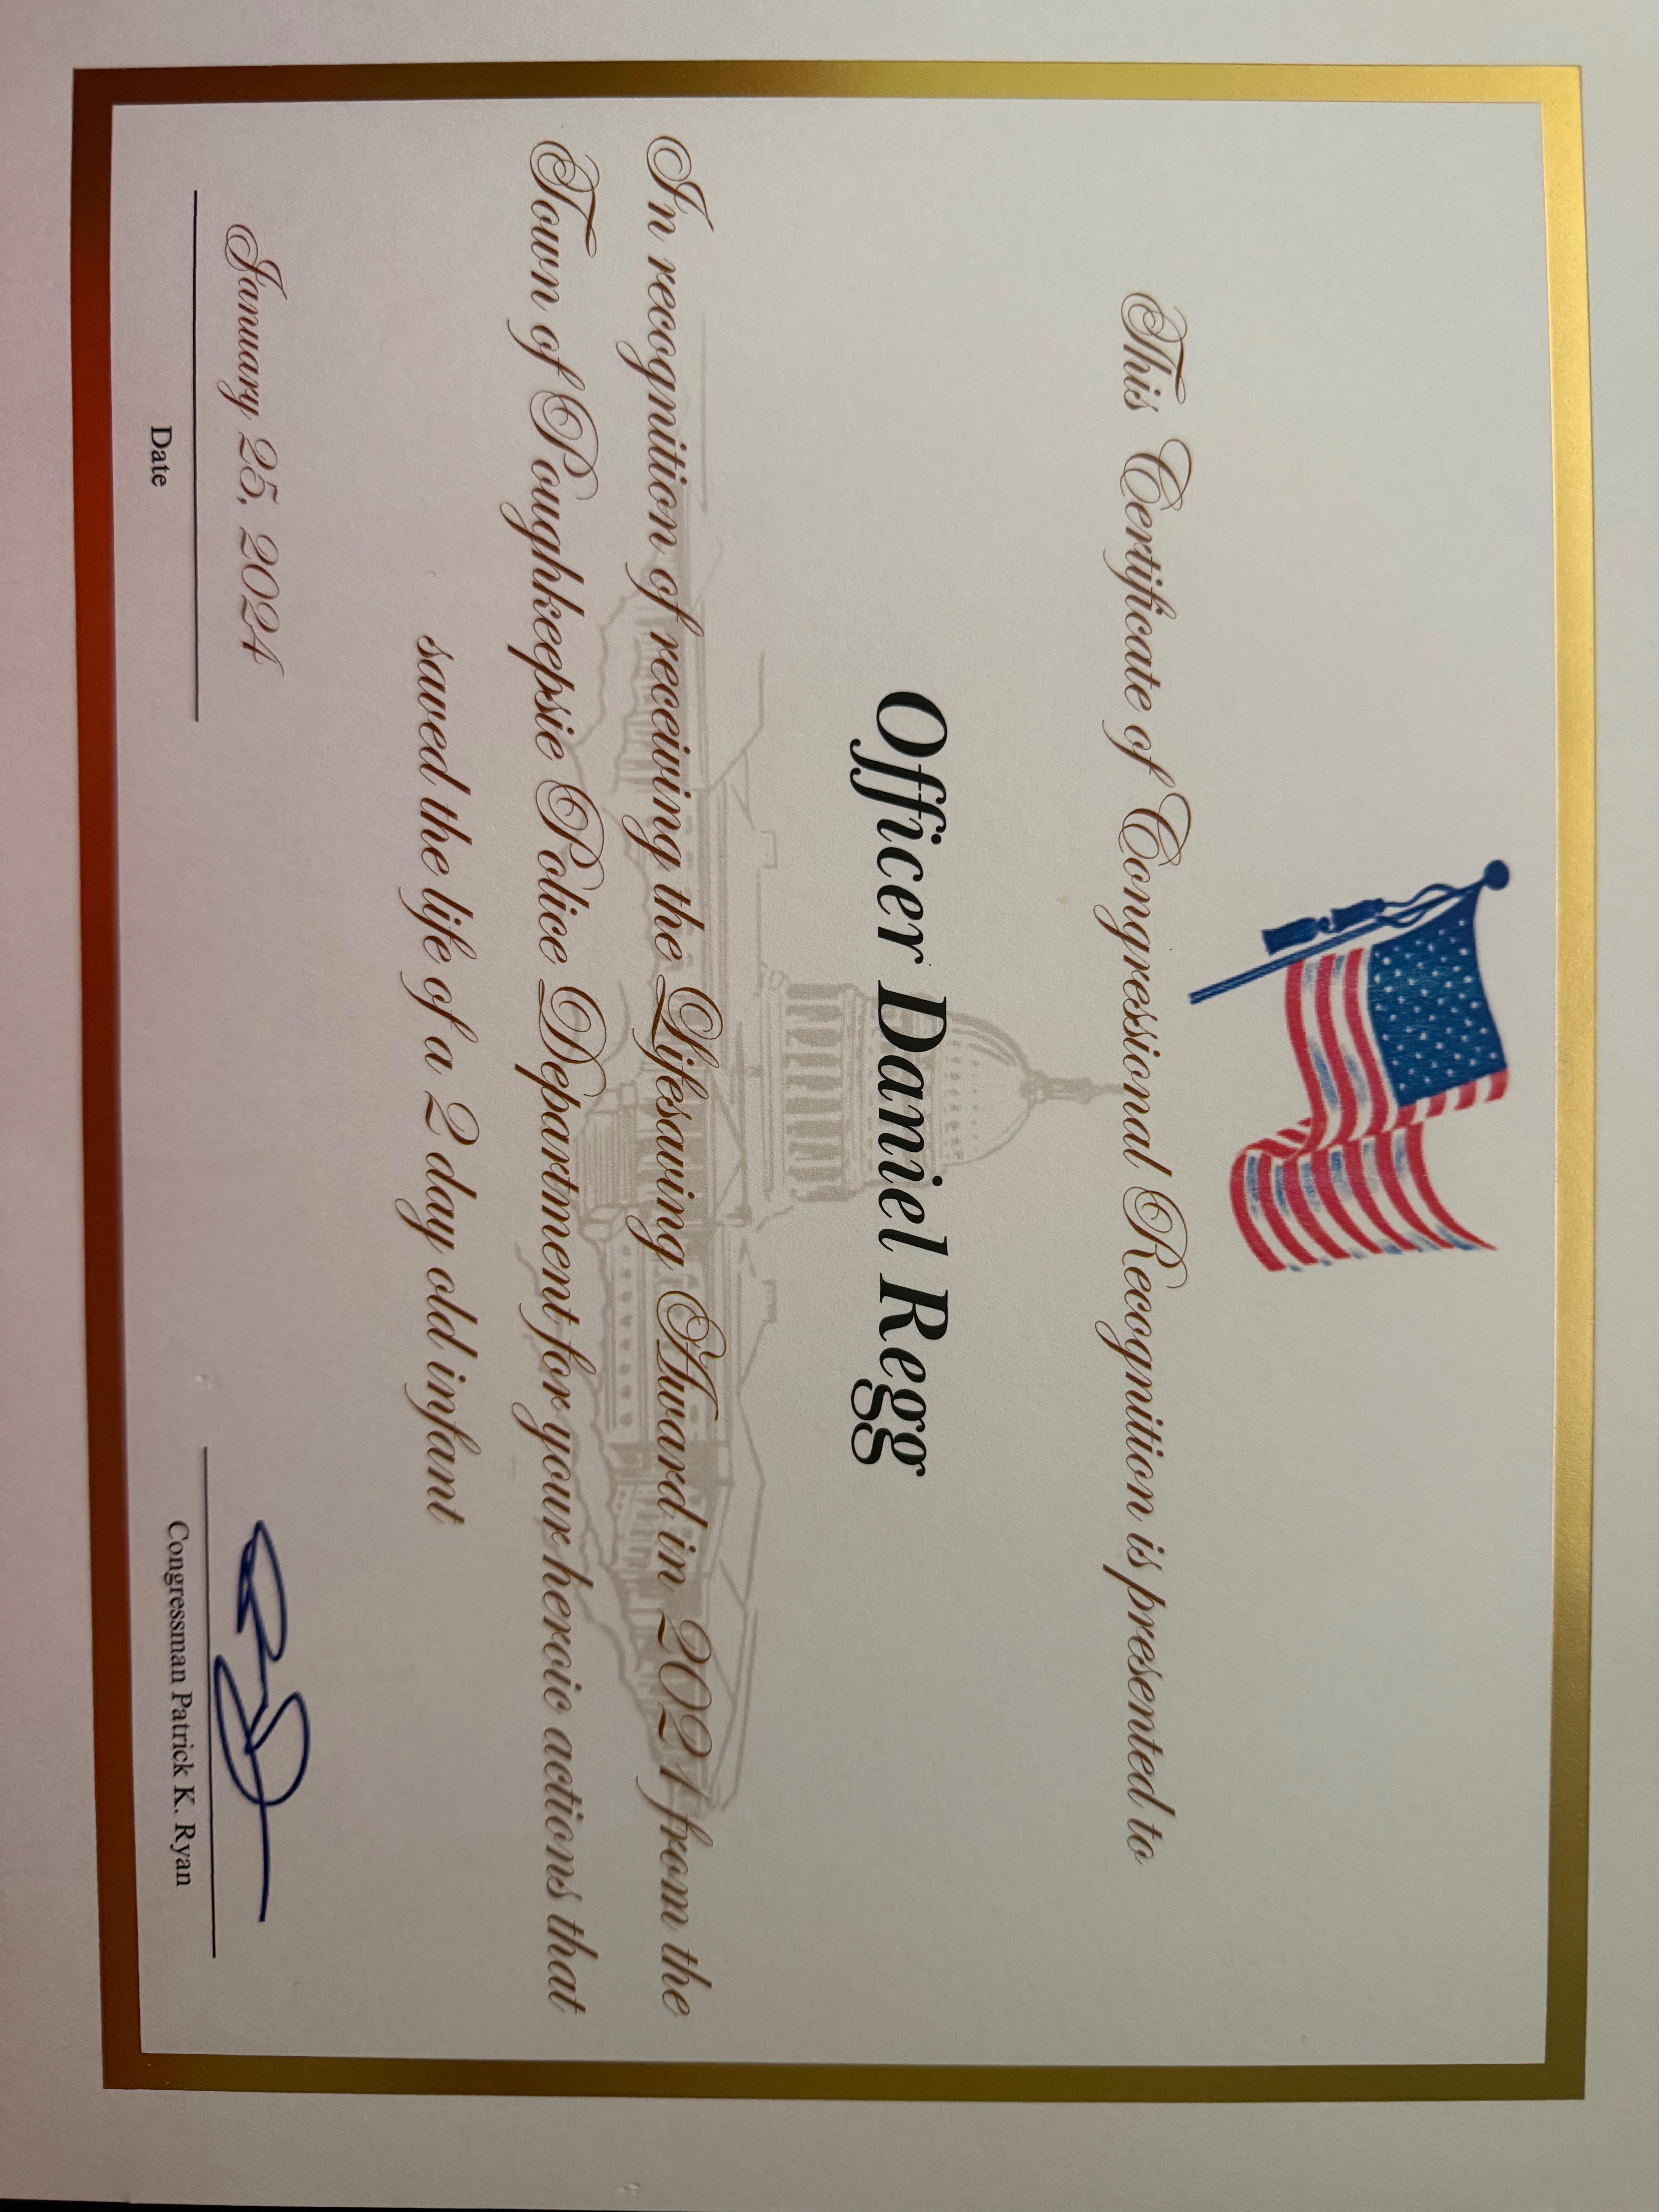 This Certificate of Congressional Recognition is presented to
Officer Daniel Regg
In recognition of receiving the Lifesaving Award in 2021 from the
Town of Poughkeepsie Police Department for your heroic actions that
saved the life of a 2 day old infant
January 25, 2024
Date
Congressman Patrick K. Ryan